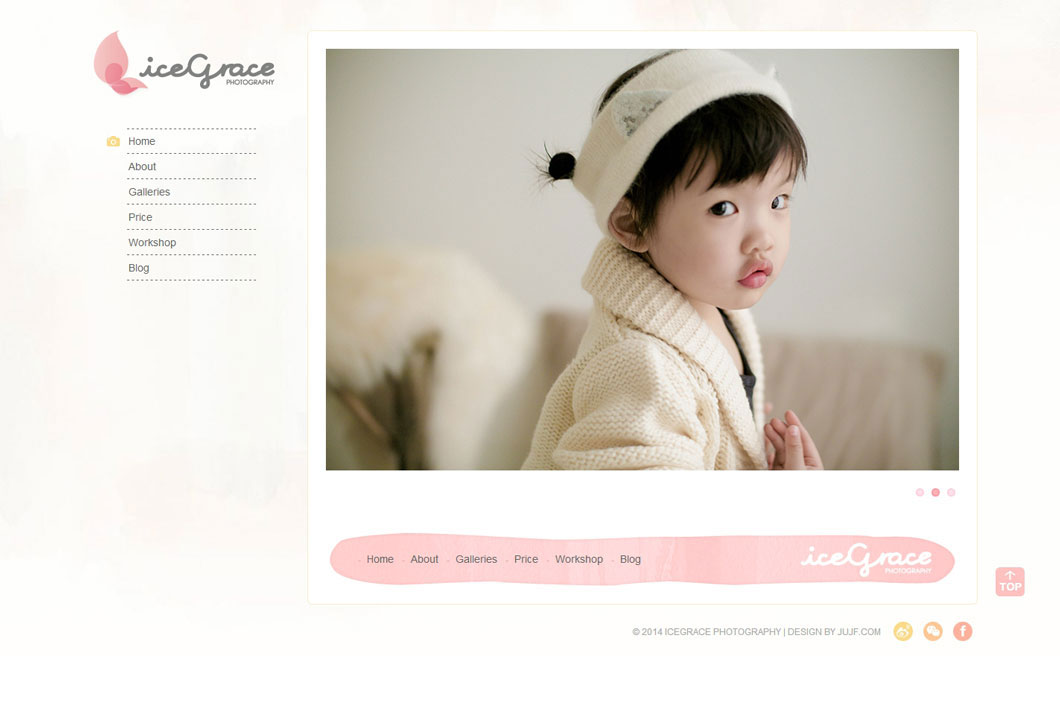 iceGrace
PHOTOGRAPHY
Home
About
Galleries
Price
Workshop
Blog
· Home · About · Galleries · Price · Workshop · Blog
iceGrace
PHOTOGRAPHY
TOP
© 2014 ICEGRACE PHOTOGRAPHY | DESIGN BY JUJF.COM
f